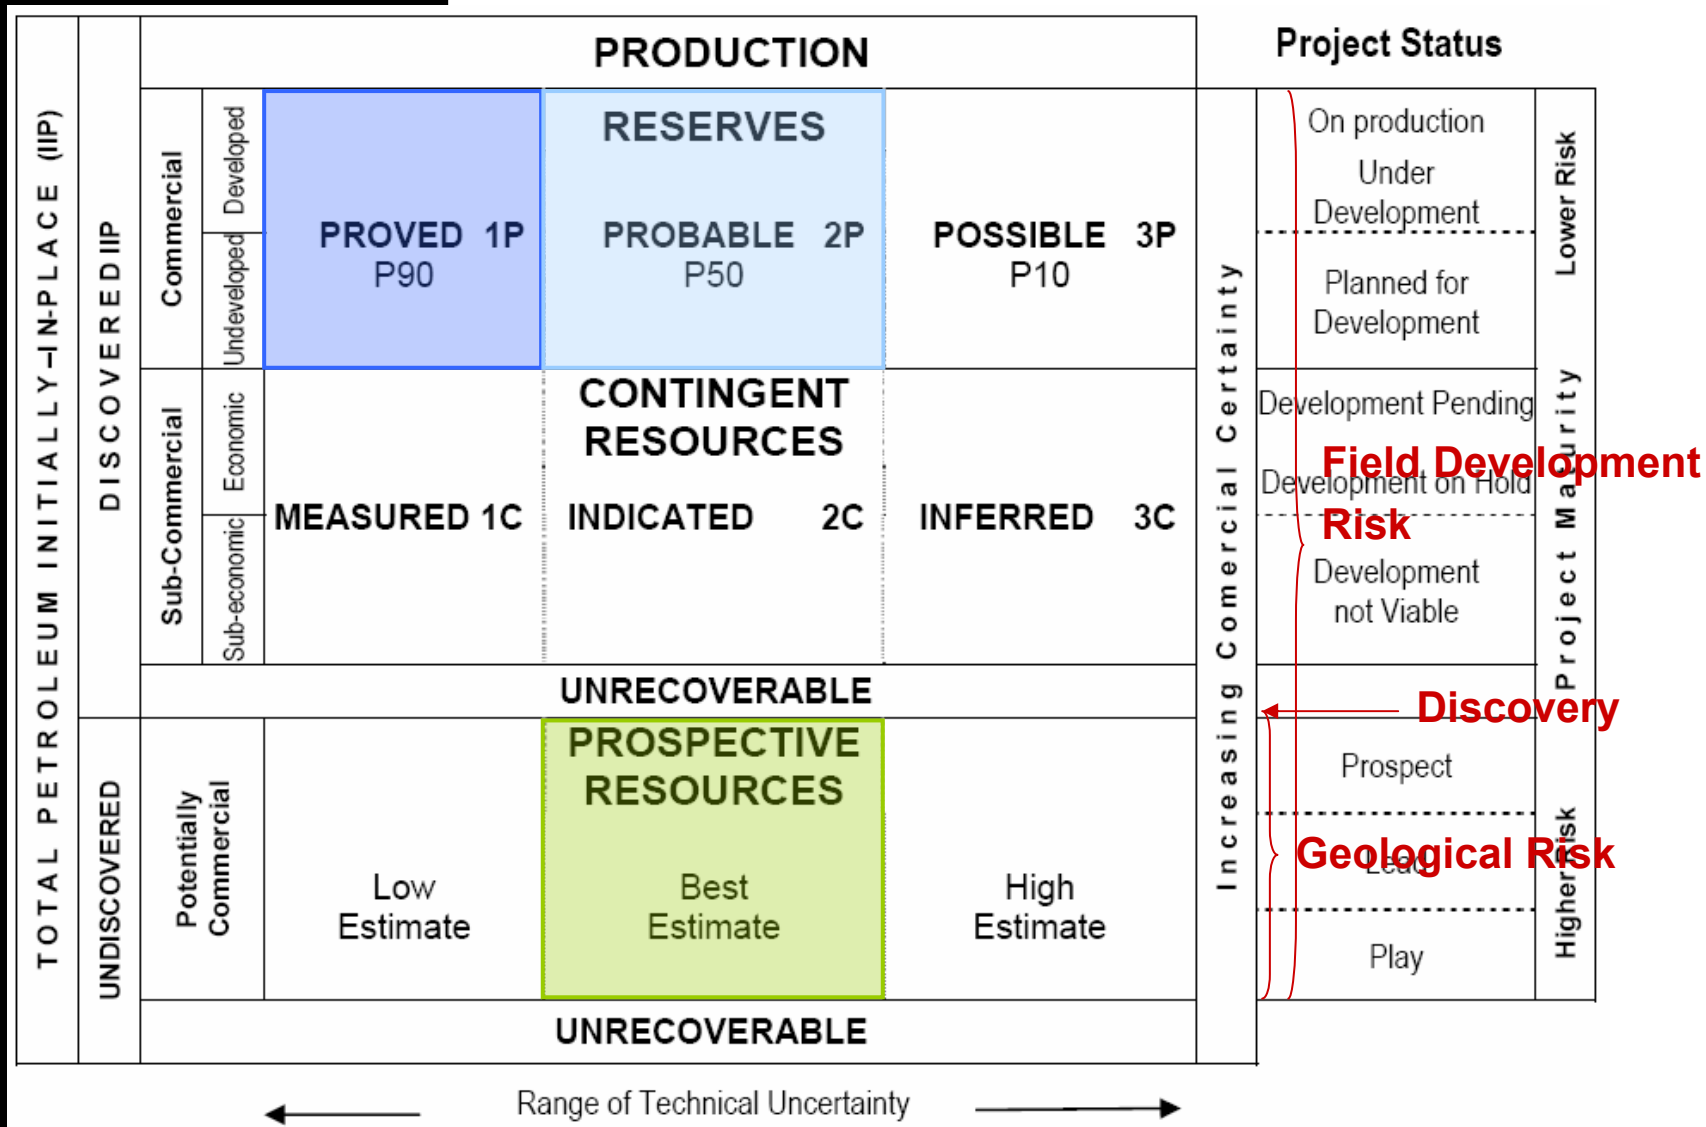 PRODUCTION
Project Status
TOTAL PETROLEUM INITIALLY–IN-PLACE (IIP)
DISCOVERED IIP
Commercial
Developed
Undeveloped
RESERVES
PROVED 1P
P90
PROBABLE 2P
P50
POSSIBLE 3P
P10
Sub-Commercial
Economic
Sub-economic
CONTINGENT
RESOURCES
MEASURED 1C
INDICATED 2C
INFERRED 3C
UNRECOVERABLE
UNDISCOVERED
Potentially
Commercial
PROSPECTIVE
RESOURCES
Low
Estimate
Best
Estimate
High
Estimate
UNRECOVERABLE
Range of Technical Uncertainty
Increasing Comercial Certainty
On production
Under
Development
Planned for
Development
Development Pending
Development on Hold
Development
not Viable
Prospect
Lead
Play
Lower Risk
Project Maturity
Higher Risk
Field Development
Risk
Discovery
Geological Risk